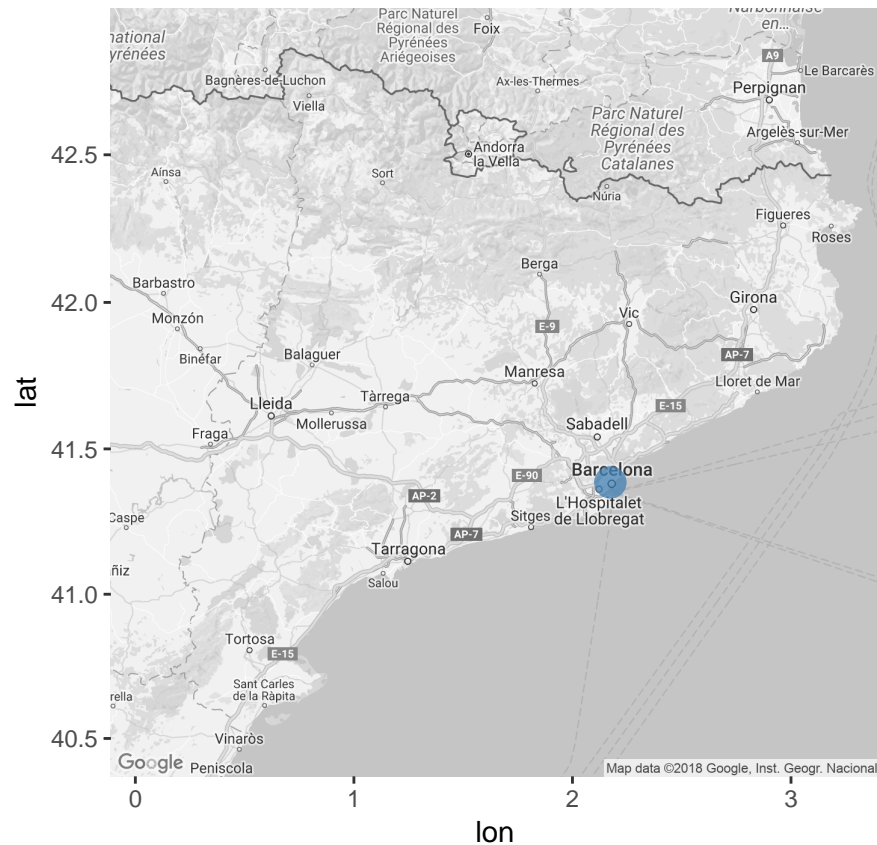 Narbonnaise
en...
Parc Naturel
Régional des
Pyrénées
Ariégeoises
Foix
national
yrénées
A9
Le Barcarès
Bagnères-de-Luchon
Viella
Ax-les-Thermes
Perpignan
Parc Naturel
Régional des
Pyrénées
Catalanes
Argelès-sur-Mer
42.5
Andorra
la Vella
Aínsa
Sort
Núria
Figueres
Roses
Berga
Barbastro
42.0
Girona
Monzón
Vic
E-9
Binéfar
Balaguer
AP-7
Manresa
Lloret de Mar
lat
Lleida
Tàrrega
E-15
Mollerussa
Sabadell
Fraga
41.5
Barcelona
E-90
AP-2
L'Hospitalet
de Llobregat
Caspe
Sitges
AP-7
Tarragona
ñiz
Salou
41.0
Tortosa
E-15
Sant Carles
de la Ràpita
rella
40.5
Vinaròs
Google
Peníscola
Map data ©2018 Google, Inst. Geogr. Nacional
0
1
2
3
lon